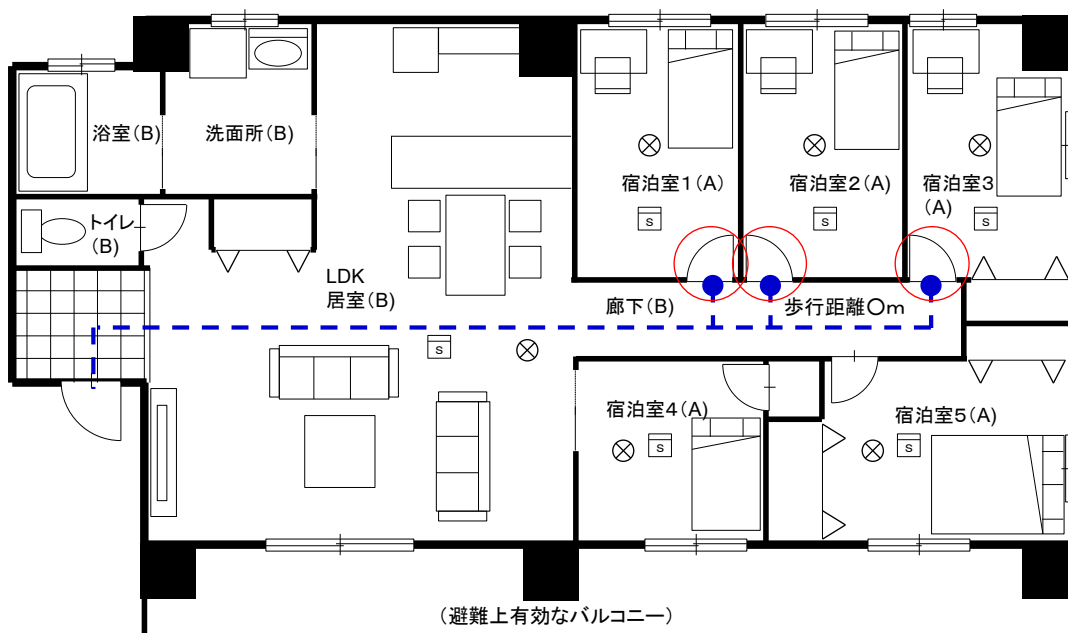 浴室(B)
洗面所(B)
宿泊室1(A)
宿泊室2(A)
宿泊室3
(A)
トイレ
(B)
S
S
S
LDK
居室(B)
廊下(B)
歩行距離〇m
S
宿泊室4(A)
宿泊室5(A)
S
S
(避難上有効なバルコニー)